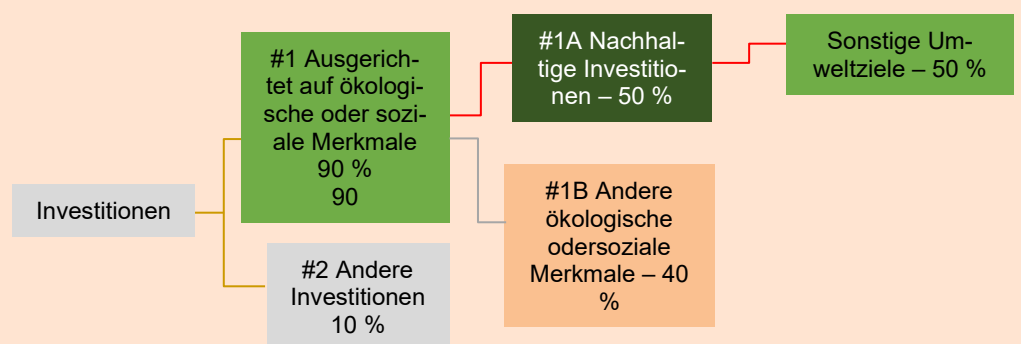 Investitionen
#1 Ausgerich-
tet auf ökologi-
sche oder sozi-
ale Merkmale
90 %
90
#2 Andere
Investitionen
10 %
#1A Nachhal-
tige Investitio-
nen – 50 %
#1B Andere
ökologische
odersoziale
Merkmale – 40
%
Sonstige Um-
weltziele – 50 %